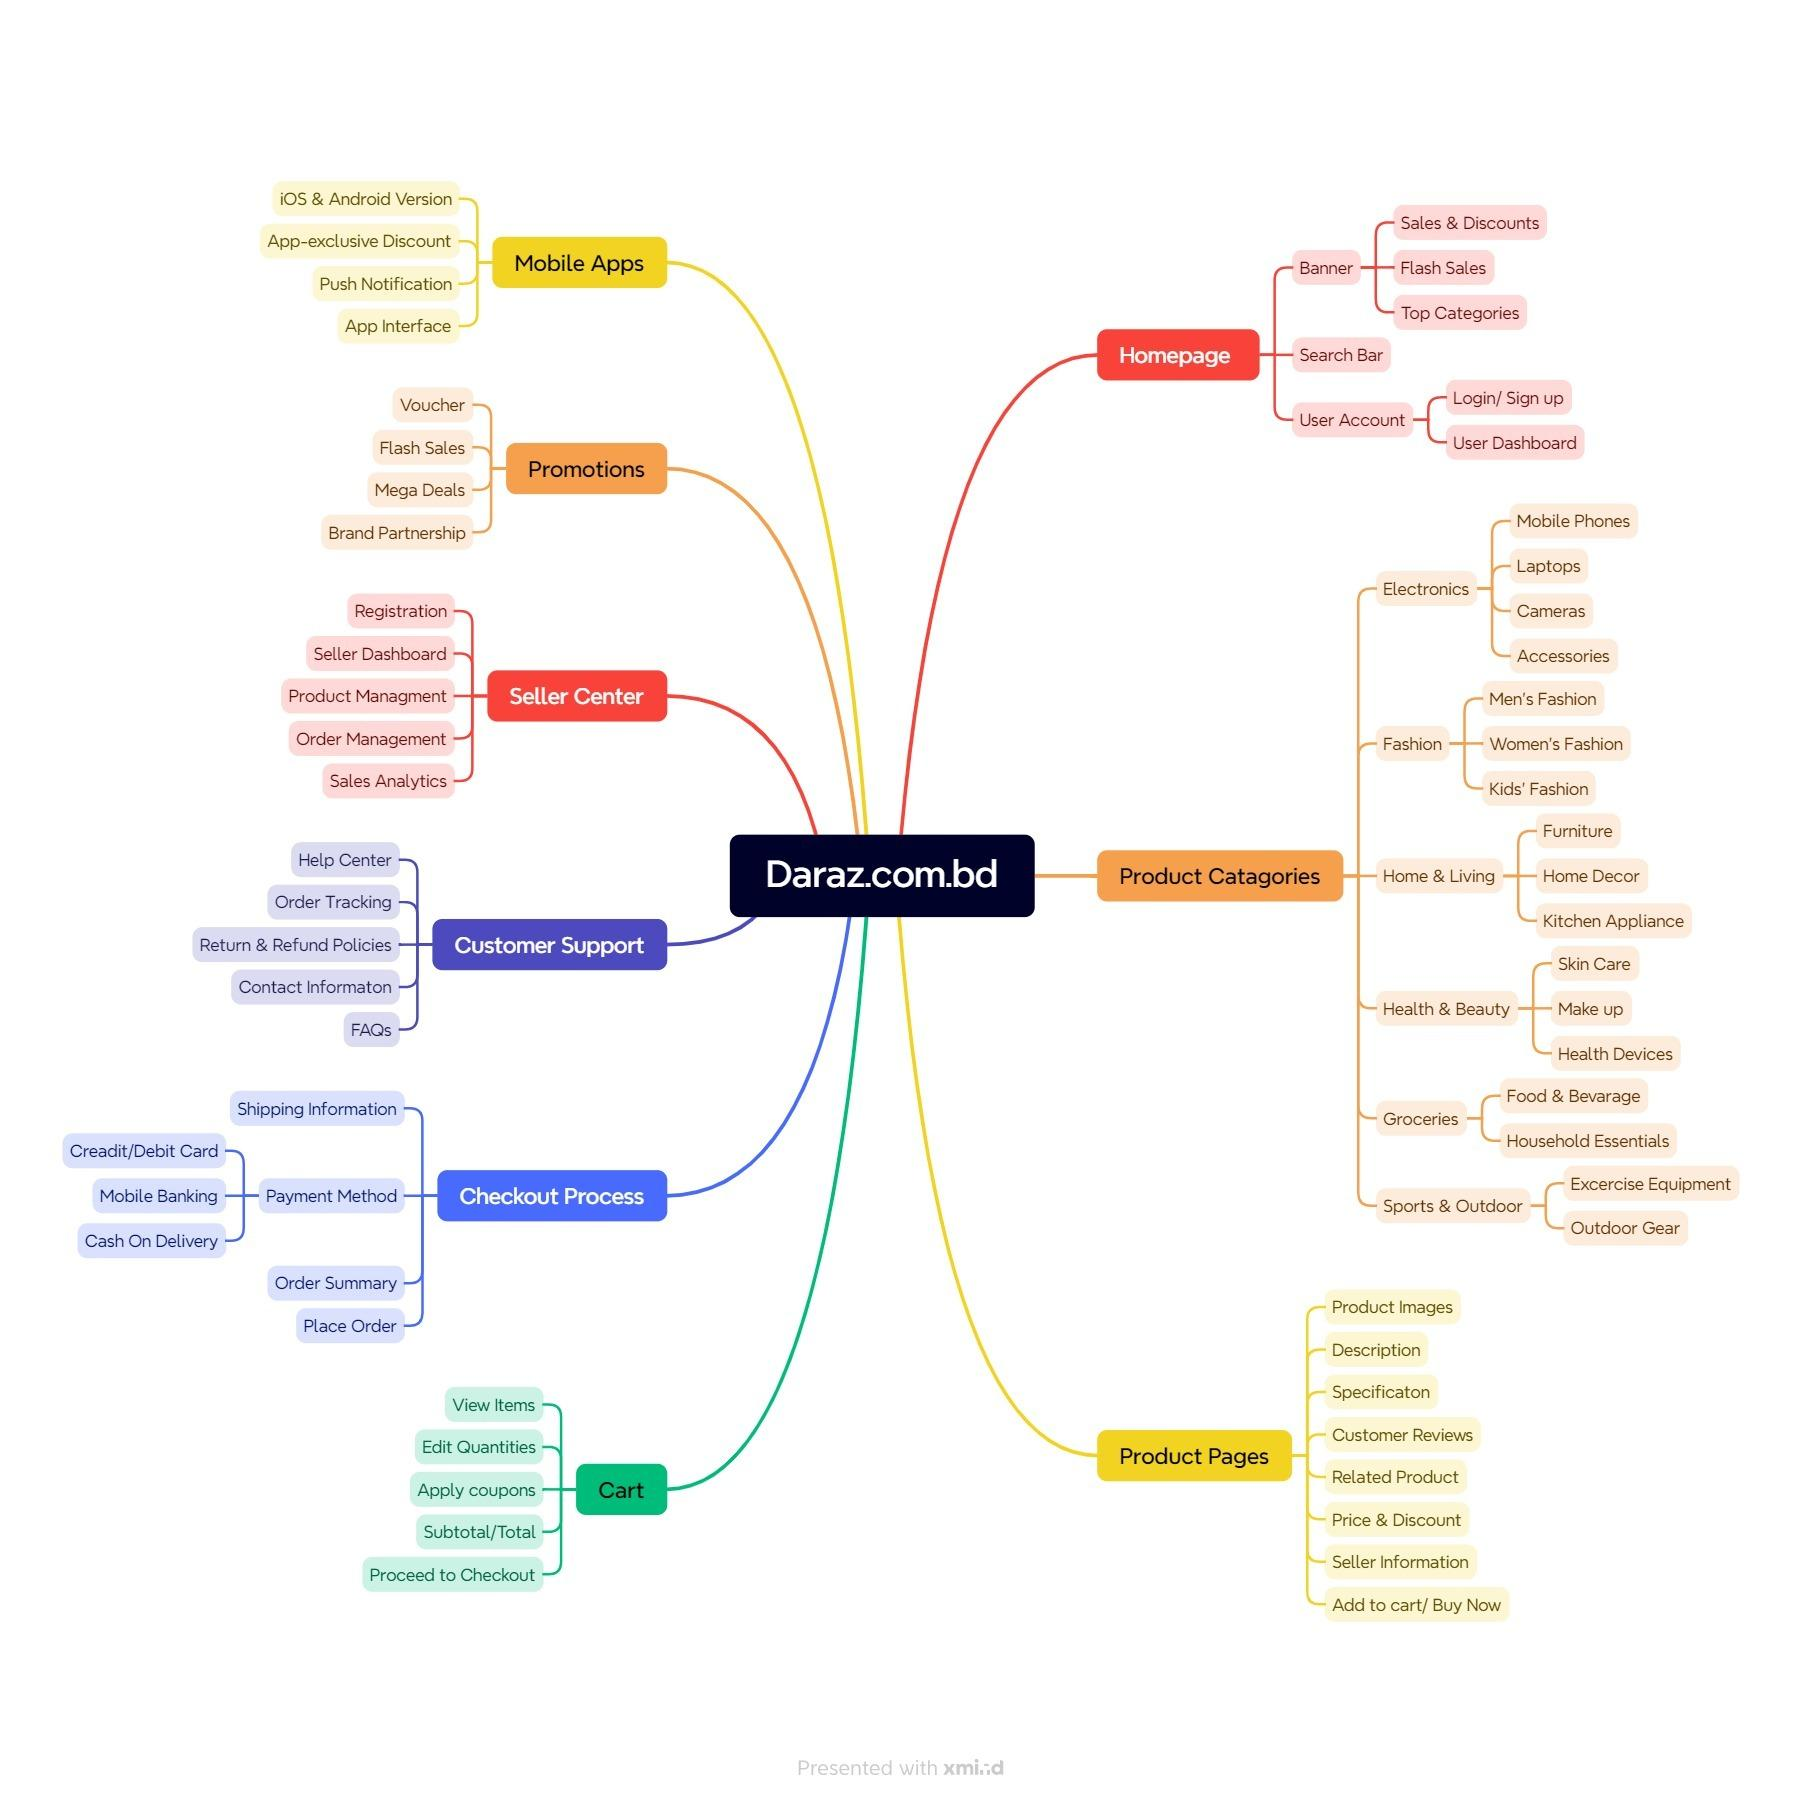 Daraz.com.bd
Homepage
Banner
Sales & Discounts
Flash Sales
Top Categories
Search Bar
User Account
Login/ Sign up
User Dashboard
Product Catagories
Electronics
Mobile Phones
Laptops
Cameras
Accessories
Fashion
Men's Fashion
Women's Fashion
Kids' Fashion
Home & Living
Furniture
Home Decor
Kitchen Appliance
Health & Beauty
Skin Care
Make up
Health Devices
Groceries
Food & Bevarage
Household Essentials
Sports & Outdoor
Excercise Equipment
Outdoor Gear
Product Pages
Product Images
Description
Specificaton
Customer Reviews
Related Product
Price & Discount
Seller Information
Add to cart/ Buy Now
Mobile Apps
iOS & Android Version
App-exclusive Discount
Push Notification
App Interface
Promotions
Voucher
Flash Sales
Mega Deals
Brand Partnership
Seller Center
Registration
Seller Dashboard
Product Managment
Order Management
Sales Analytics
Customer Support
Help Center
Order Tracking
Return & Refund Policies
Contact Informaton
FAQs
Checkout Process
Shipping Information
Payment Method
Creadit/Debit Card
Mobile Banking
Cash On Delivery
Order Summary
Place Order
Cart
View Items
Edit Quantities
Apply coupons
Subtotal/Total
Proceed to Checkout
Presented with xmind